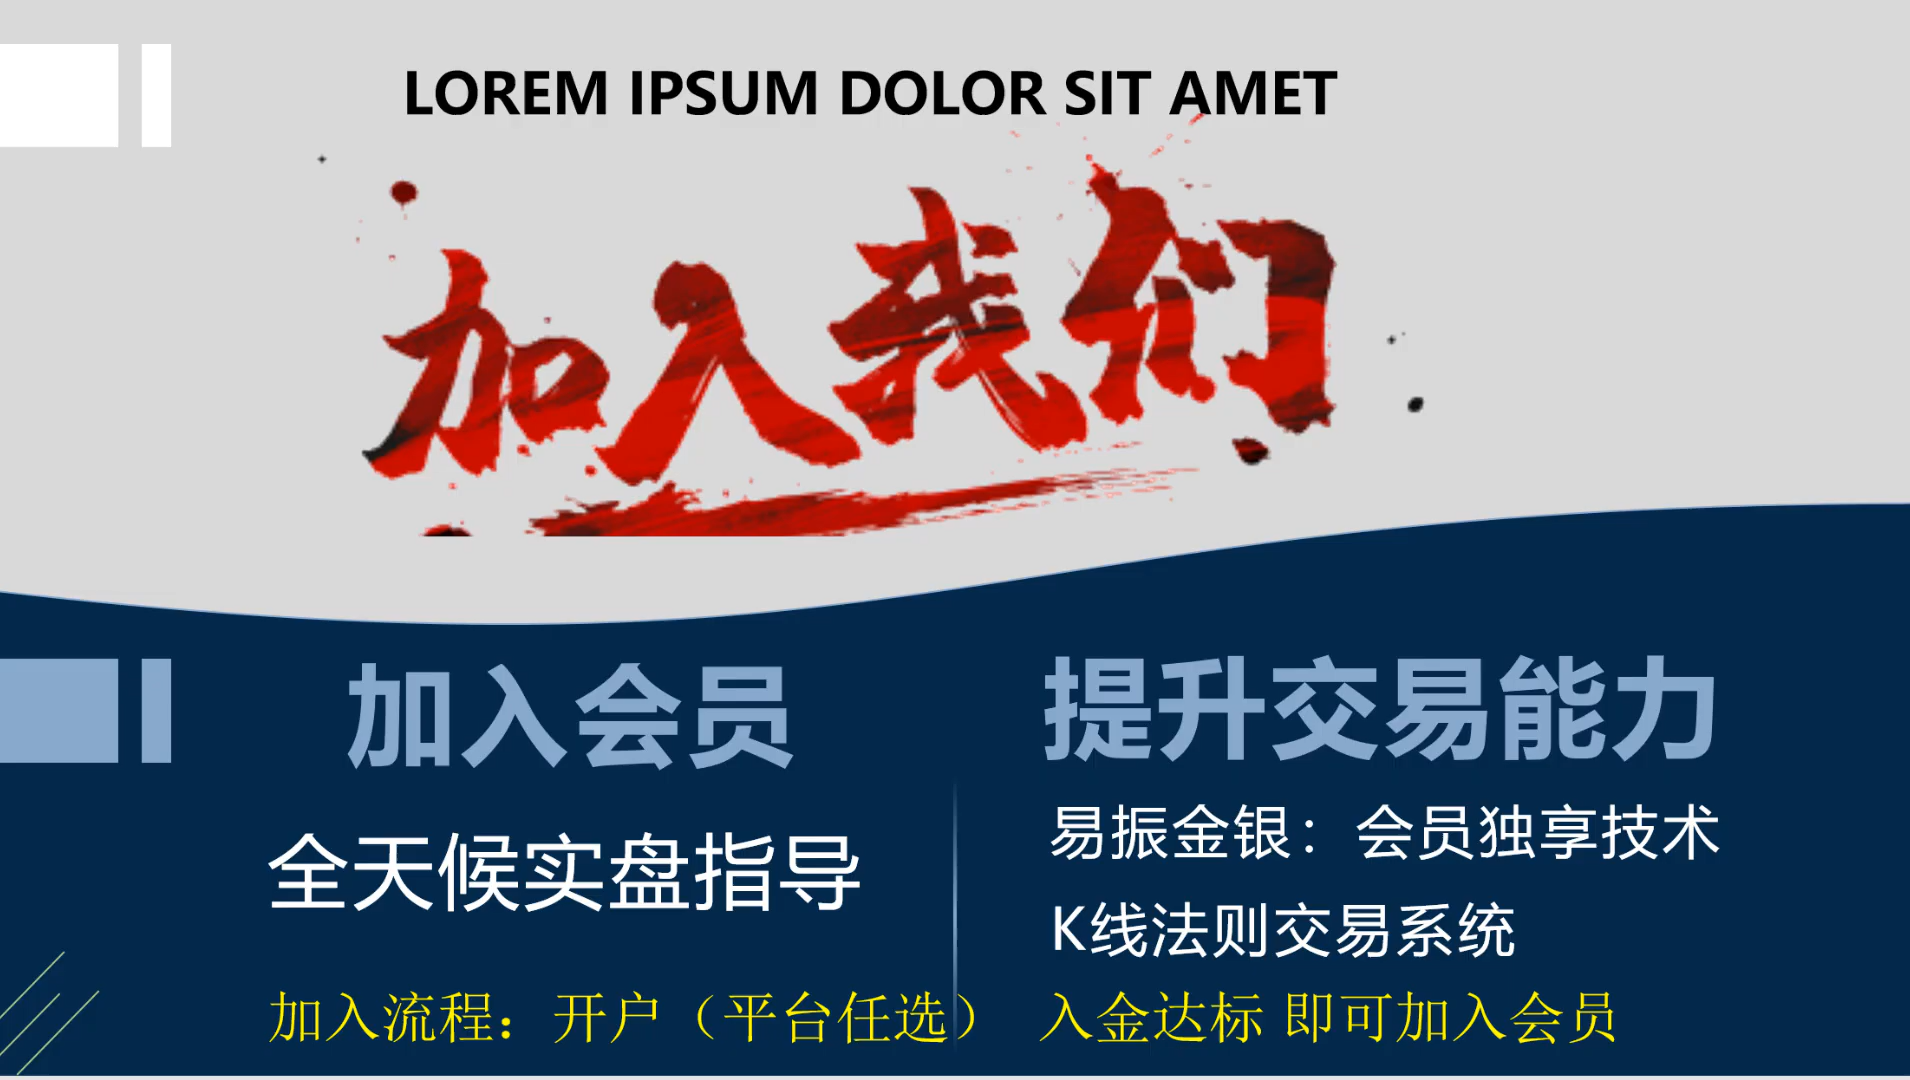 LOREM IPSUM DOLOR SIT AMET
加入我们
加入会员
全天候实盘指导
提升交易能力
易振金银：会员独享技术
K线法则交易系统
加入流程：开户（平台任选） 入金达标 即可加入会员